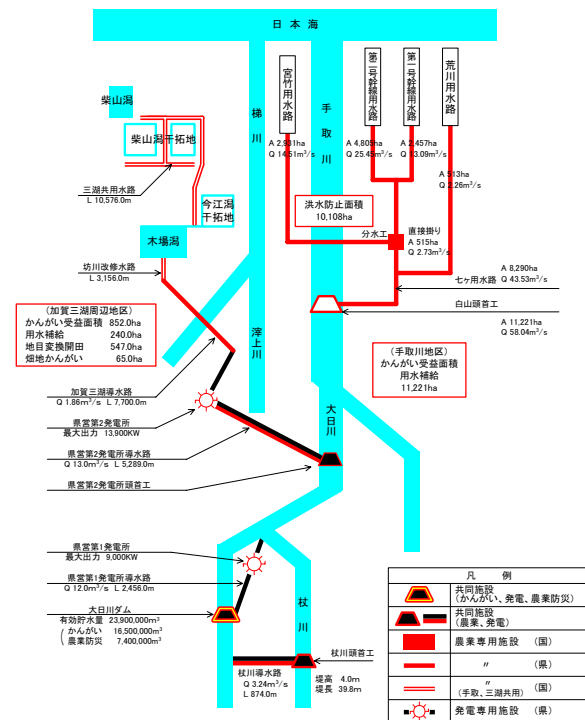 日本海
柴山潟
柴山潟干拓地
三湖共用水路
L 10,576.0m
今江潟
干拓地
木場潟
坊川改修水路
L 3,156.0m
梯川
滓上川
手取川
宮竹用水路
第二号幹線用水路
第一号幹線用水路
荒川用水路
A 2,931ha
Q 14.51m³/s
A 4,805ha
Q 25.45m³/s
A 2,457ha
Q 13.09m³/s
A 513ha
Q 2.26m³/s
洪水防止面積
10,108ha
分水工
直接掛り
A 515ha
Q 2.73m³/s
A 8,290ha
七ヶ用水路 Q 43.53m³/s
白山頭首工
A 11,221ha
Q 58.04m³/s
(加賀三湖周辺地区)
かんがい受益面積 852.0ha
用水補給 240.0ha
地目変換開田 547.0ha
畑地かんがい 65.0ha
(手取川地区)
かんがい受益面積
用水補給
11,221ha
加賀三湖導水路
Q 1.86m³/s L 7,700.0m
県営第2発電所
最大出力 13,900KW
県営第2発電所導水路
Q 13.0m³/s L 5,289.0m
県営第2発電所頭首工
大日川
県営第1発電所
最大出力 9,000KW
県営第1発電所導水路
Q 12.0m³/s L 2,456.0m
大日川ダム
有効貯水量 23,900,000m³
(かんがい 16,500,000m³
農業防災 7,400,000m³
杖川
杖川頭首工
堤高 4.0m
堤長 39.8m
杖川導水路
Q 3.24m³/s
L 874.0m
凡例
共同施設
(かんがい、発電、農業防災)
共同施設
(農業、発電)
農業専用施設 (国)
〃 (県)
〃 (国)
(手取、三湖共用)
発電専用施設 (県)